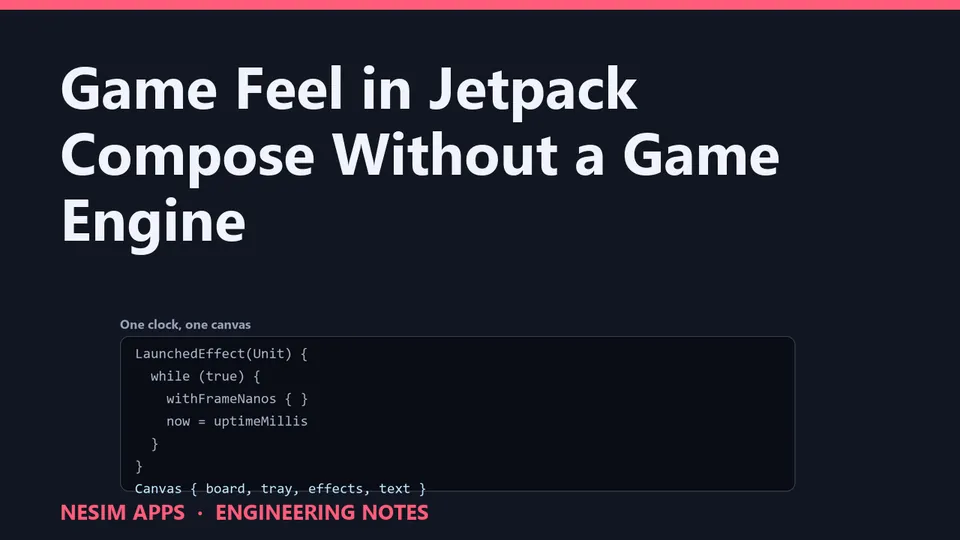 Game Feel in Jetpack
Compose Without a Game
Engine
One clock, one canvas
LaunchedEffect(Unit) {
  while (true) {
    withFrameNanos { }
    now = uptimeMillis
  }
}
Canvas { board, tray, effects, text }
NESIM APPS · ENGINEERING NOTES